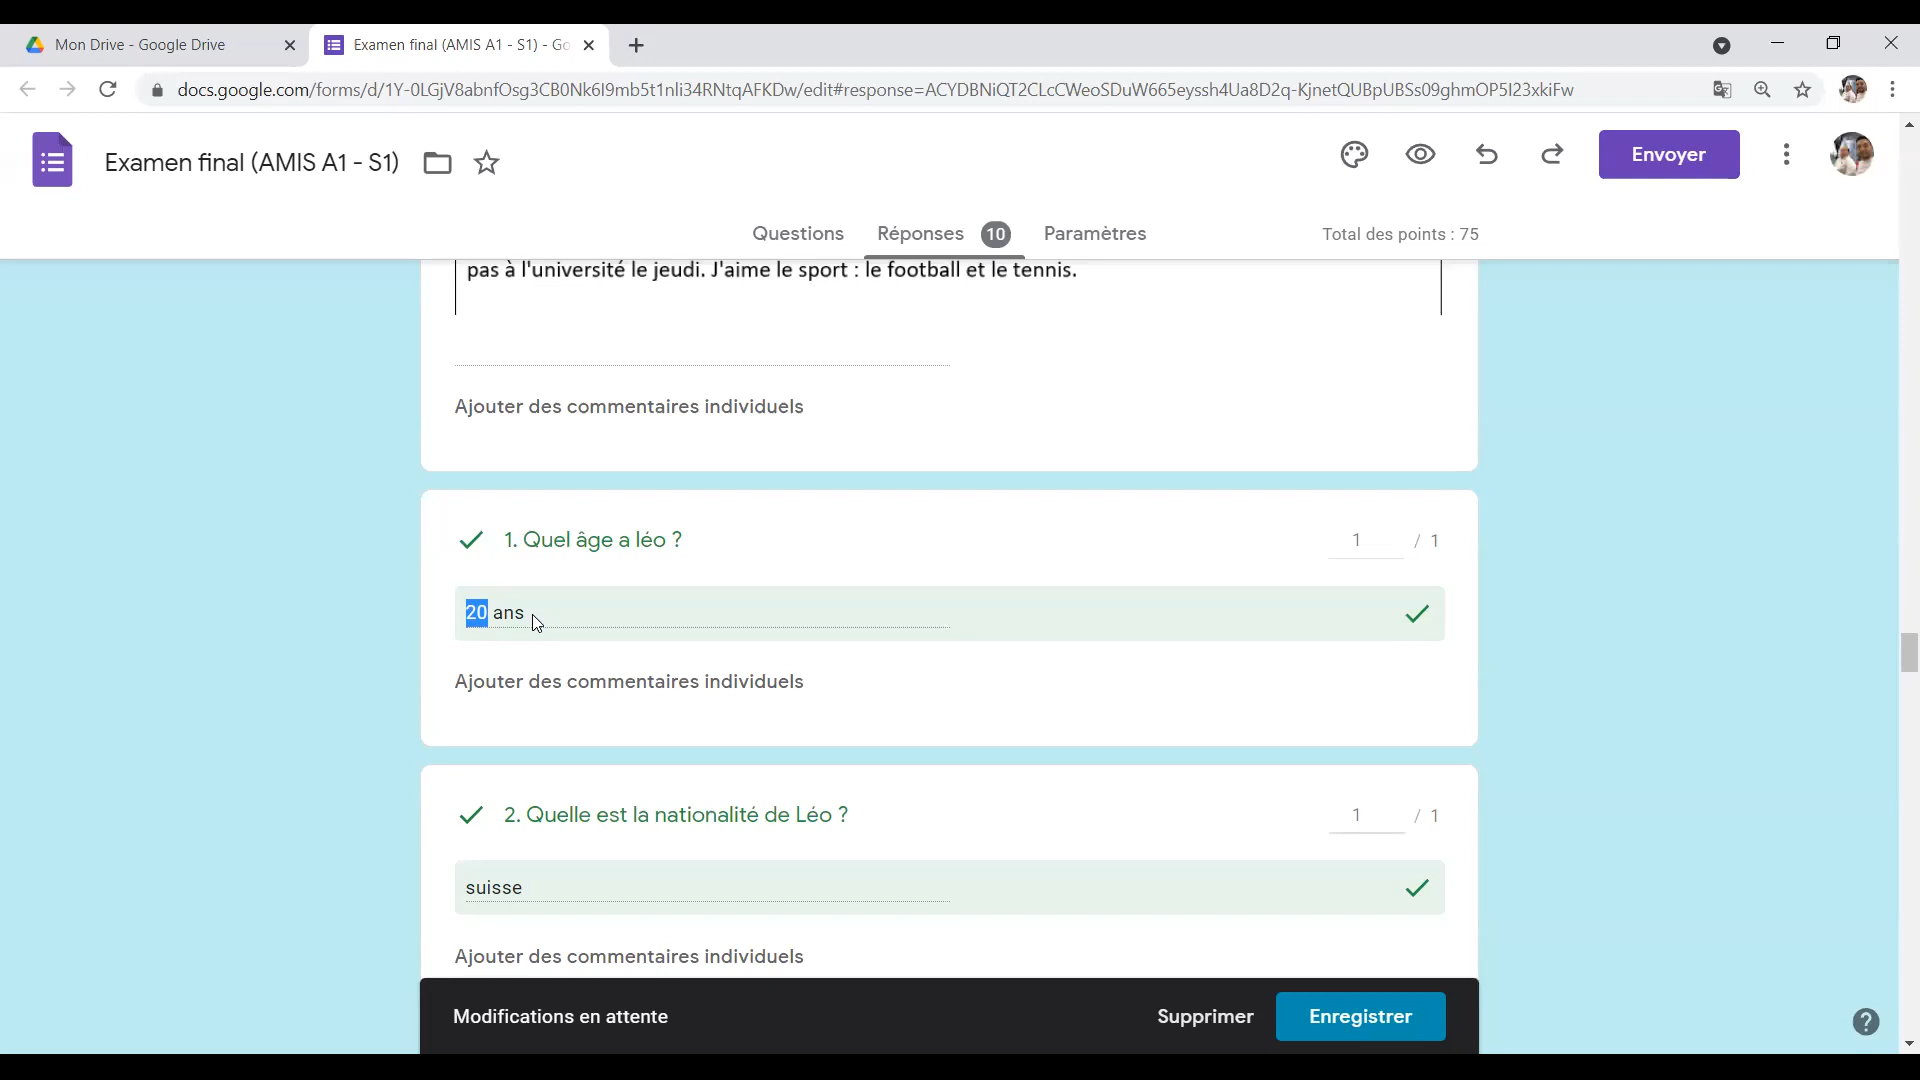 Mon Drive - Google Drive
Examen final (AMIS A1 - S1) - Go
docs.google.com/forms/d/1Y-0LGjV8abnfOsg3CB0Nk6I9mb5t1nli34RNtqAFKDw/edit#response=ACYDBNiQT2CLcCWeoSDuW665eyssh4Ua8D2q-KjnetQUBpUBSs09ghmOP5I23xkiFw
Examen final (AMIS A1 - S1)
Envoyer
Questions
Réponses 10
Paramètres
Total des points : 75
pas à l'université le jeudi. J'aime le sport : le football et le tennis.
Ajouter des commentaires individuels
1. Quel âge a léo ?
1 / 1
20 ans
Ajouter des commentaires individuels
2. Quelle est la nationalité de Léo ?
1 / 1
suisse
Ajouter des commentaires individuels
Modifications en attente
Supprimer
Enregistrer